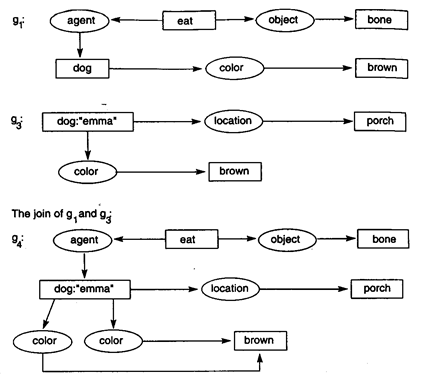 g1: agent eat object bone
dog color brown
g3: dog:"emma" location porch
color brown
The join of g1 and g3:
g4: agent eat object bone
dog:"emma" location porch
color color brown